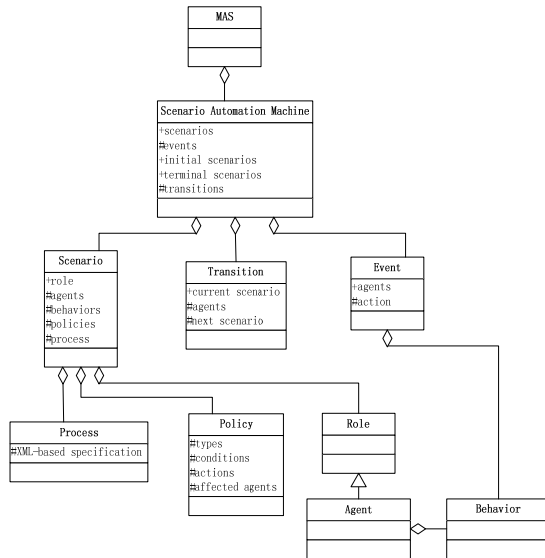 MAS
Scenario Automation Machine
+scenarios
#events
+initial scenarios
+terminal scenarios
#transitions
Scenario
+role
#agents
#behaviors
#policies
#process
Transition
+current scenario
#agents
#next scenario
Event
+agents
#action
Process
#XML-based specification
Policy
#types
#conditions
#actions
#affected agents
Role
Agent
Behavior